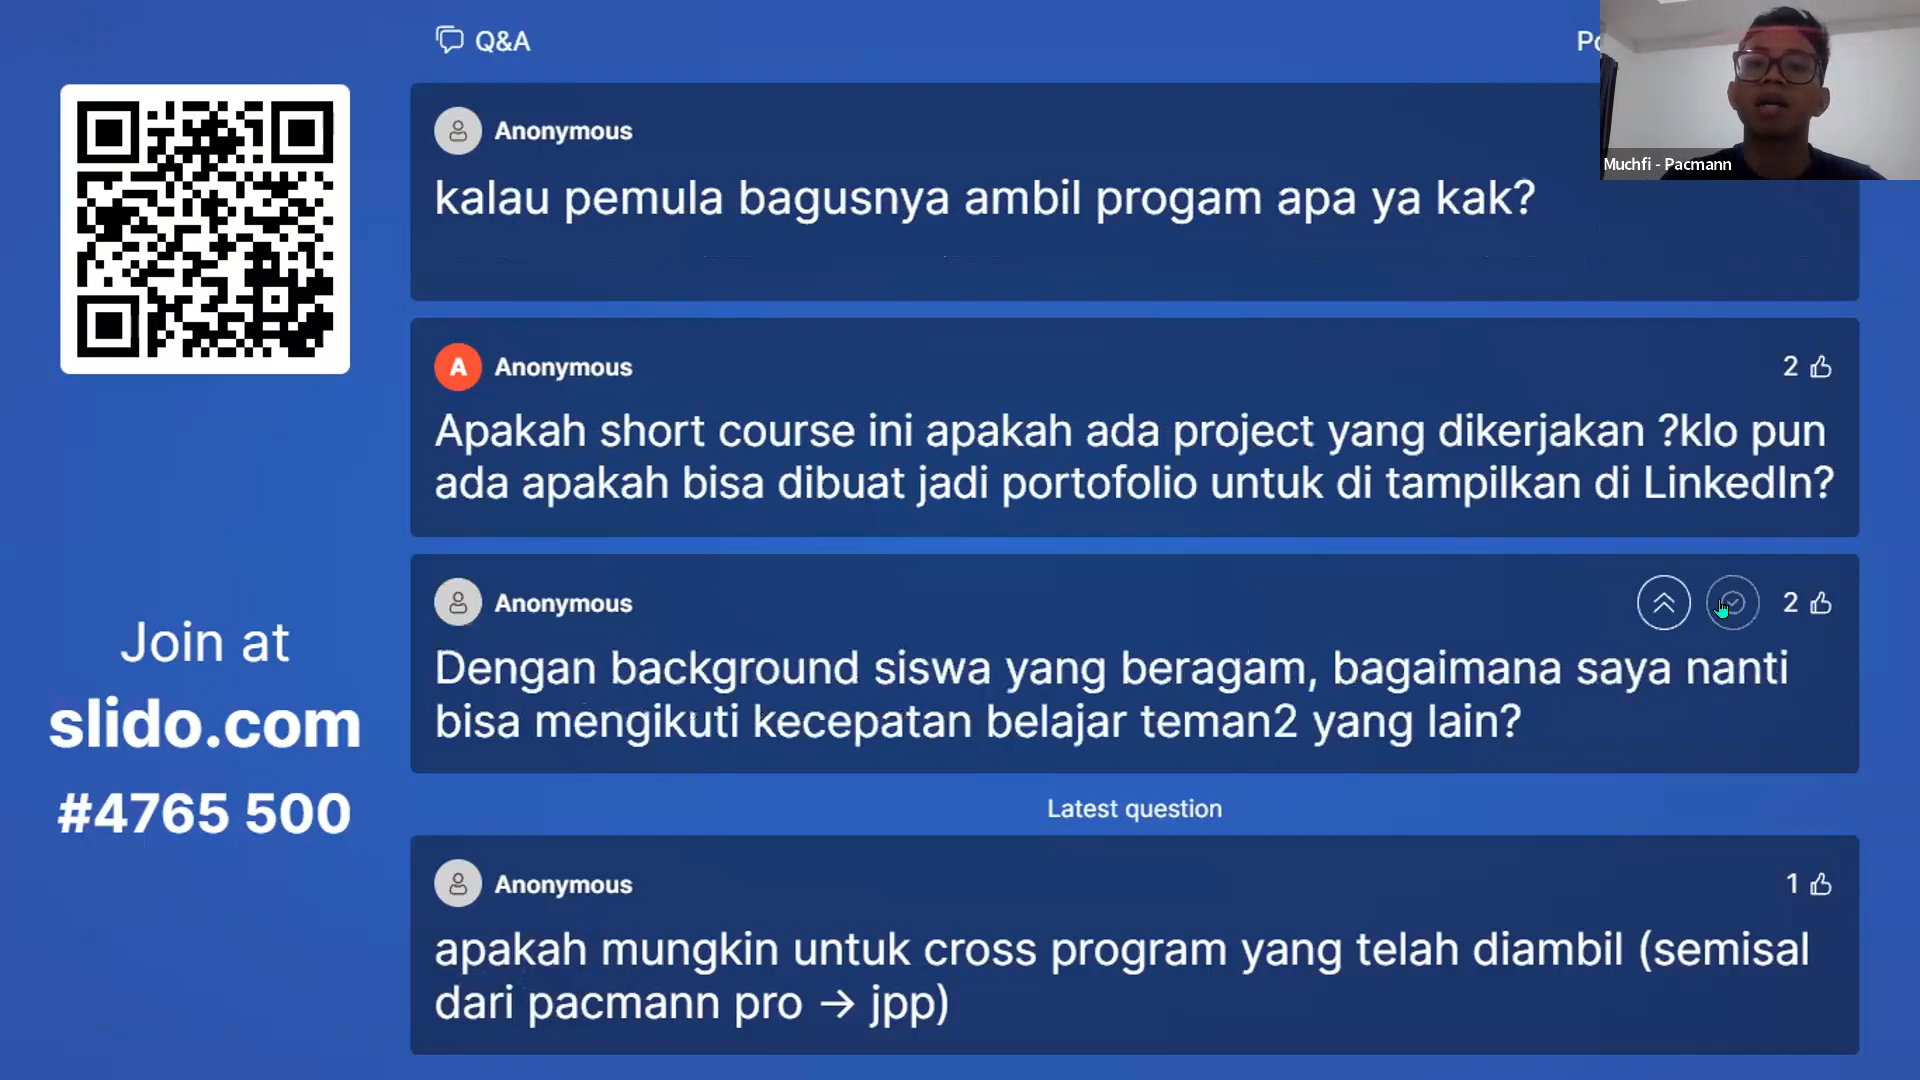 Q&A
Anonymous
kalau pemula bagusnya ambil progam apa ya kak?
A Anonymous
2
Apakah short course ini apakah ada project yang dikerjakan ?klo pun
ada apakah bisa dibuat jadi portofolio untuk di tampilkan di LinkedIn?
Anonymous
2
Dengan background siswa yang beragam, bagaimana saya nanti
bisa mengikuti kecepatan belajar teman2 yang lain?
Latest question
Anonymous
1
apakah mungkin untuk cross program yang telah diambil (semisal
dari pacmann pro → jpp)
Join at
slido.com
#4765 500
Muchfi - Pacmann